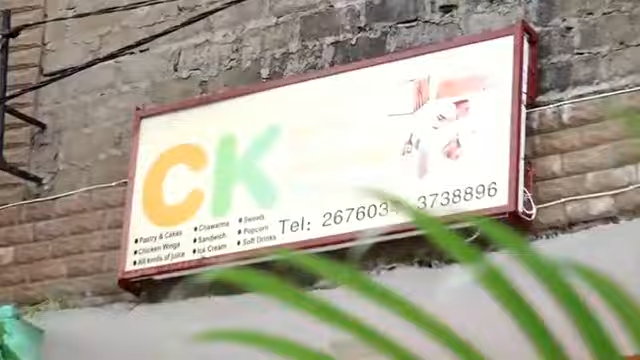 CK
• Pastry & Cakes
• Chicken Wings
• All kinds of juice
• Chawarma
• Sandwich
• Ice Cream
• Sweets
• Popcorn
• Soft Drinks
Tel: 267603 3738896